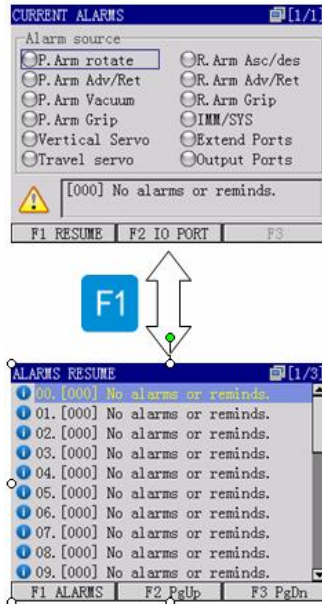 CURRENT ALARMS [1/1]
Alarm source
P. Arm rotate R. Arm Asc/des
P. Arm Adv/Ret R. Arm Adv/Ret
P. Arm Vacuum R. Arm Grip
P. Arm Grip IMM/SYS
Vertical Servo Extend Ports
Travel servo Output Ports
[000] No alarms or reminds.
F1 RESUME F2 IO PORT F3
F1
ALARMS RESUME [1/3]
00. [000] No alarms or reminds.
01. [000] No alarms or reminds.
02. [000] No alarms or reminds.
03. [000] No alarms or reminds.
04. [000] No alarms or reminds.
05. [000] No alarms or reminds.
06. [000] No alarms or reminds.
07. [000] No alarms or reminds.
08. [000] No alarms or reminds.
09. [000] No alarms or reminds.
F1 ALARMS F2 PgUp F3 PgDn